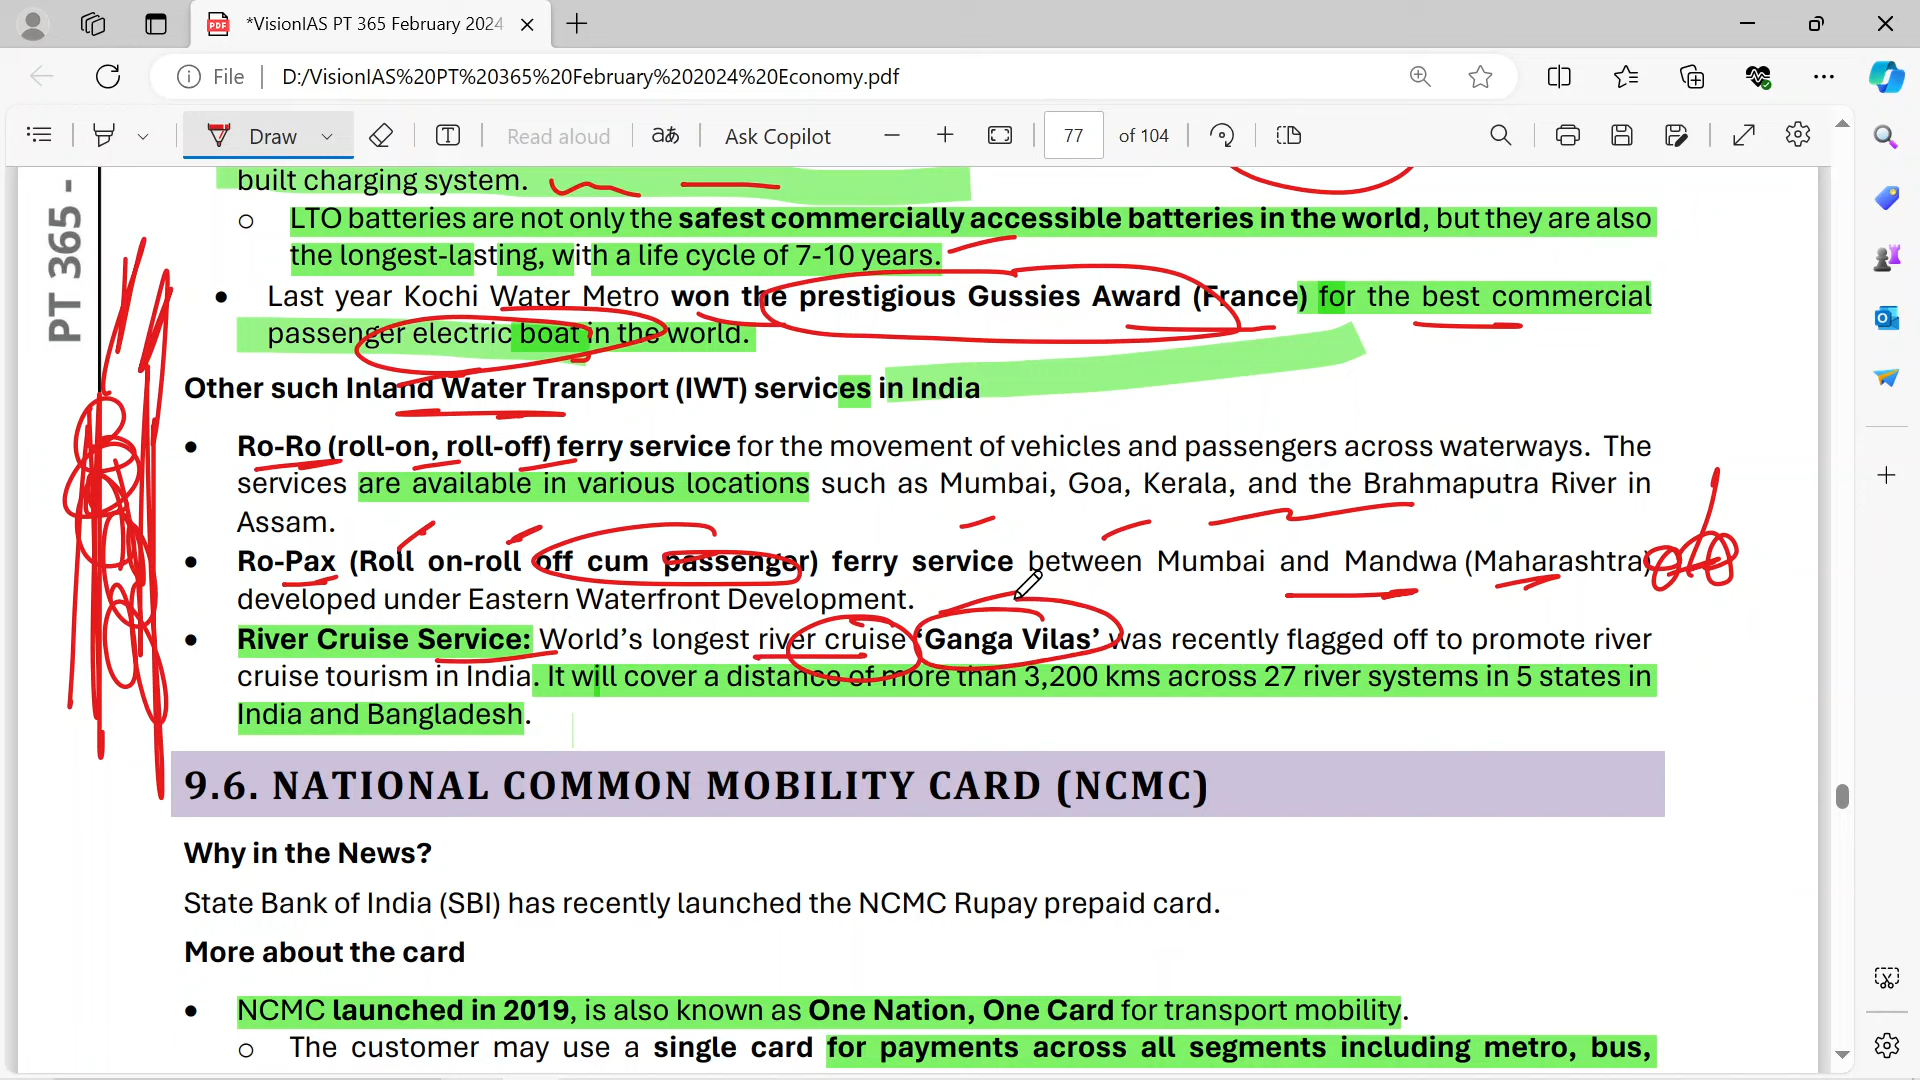 *VisionIAS PT 365 February 2024
File
D:/VisionIAS%20PT%20365%20February%202024%20Economy.pdf
Draw
Read aloud
aあ
Ask Copilot
77
of 104
PT 365 -
built charging system.
o LTO batteries are not only the safest commercially accessible batteries in the world, but they are also
the longest-lasting, with a life cycle of 7-10 years.
• Last year Kochi Water Metro won the prestigious Gussies Award (France) for the best commercial
passenger electric boat in the world.
Other such Inland Water Transport (IWT) services in India
• Ro-Ro (roll-on, roll-off) ferry service for the movement of vehicles and passengers across waterways. The
services are available in various locations such as Mumbai, Goa, Kerala, and the Brahmaputra River in
Assam.
• Ro-Pax (Roll on-roll off cum passenger) ferry service between Mumbai and Mandwa (Maharashtra)
developed under Eastern Waterfront Development.
• River Cruise Service: World's longest river cruise 'Ganga Vilas' was recently flagged off to promote river
cruise tourism in India. It will cover a distance of more than 3,200 kms across 27 river systems in 5 states in
India and Bangladesh.
9.6. NATIONAL COMMON MOBILITY CARD (NCMC)
Why in the News?
State Bank of India (SBI) has recently launched the NCMC Rupay prepaid card.
More about the card
• NCMC launched in 2019, is also known as One Nation, One Card for transport mobility.
o The customer may use a single card for payments across all segments including metro, bus,